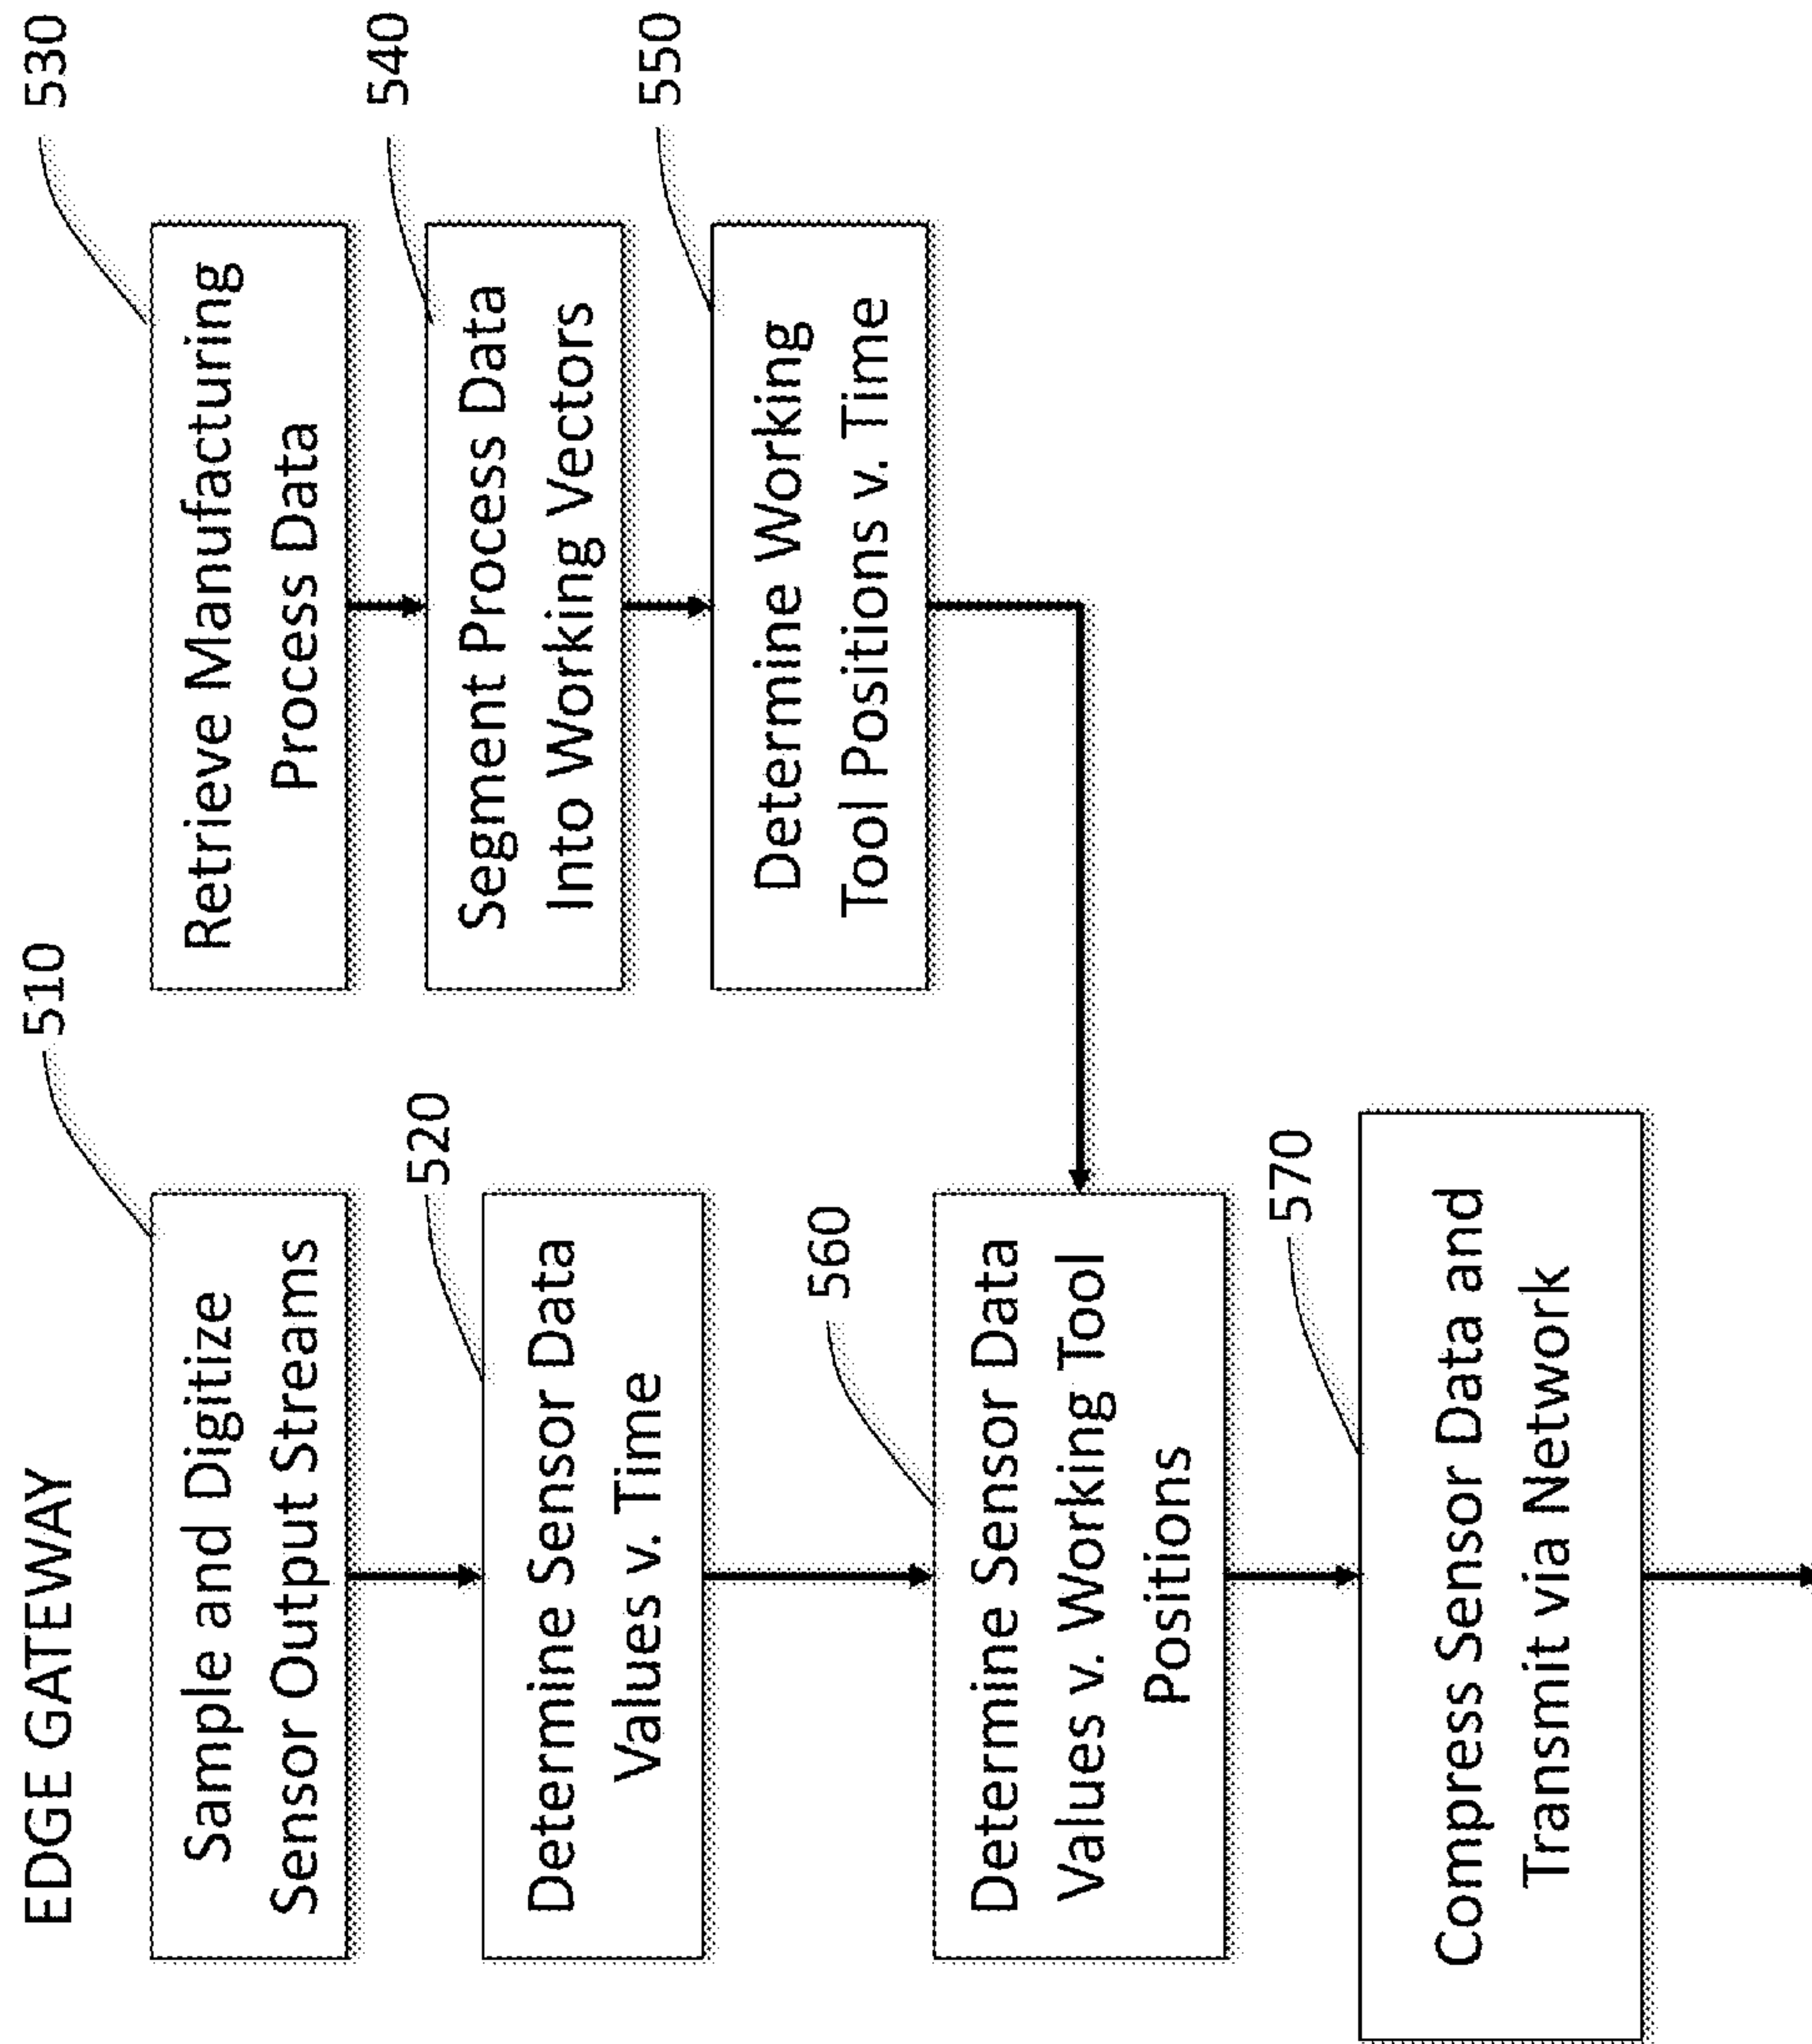 EDGE GATEWAY
510
Sample and Digitize
Sensor Output Streams
520
Determine Sensor Data
Values v. Time
530
Retrieve Manufacturing
Process Data
540
Segment Process Data
Into Working Vectors
550
Determine Working
Tool Positions v. Time
560
Determine Sensor Data
Values v. Working Tool
Positions
570
Compress Sensor Data and
Transmit via Network